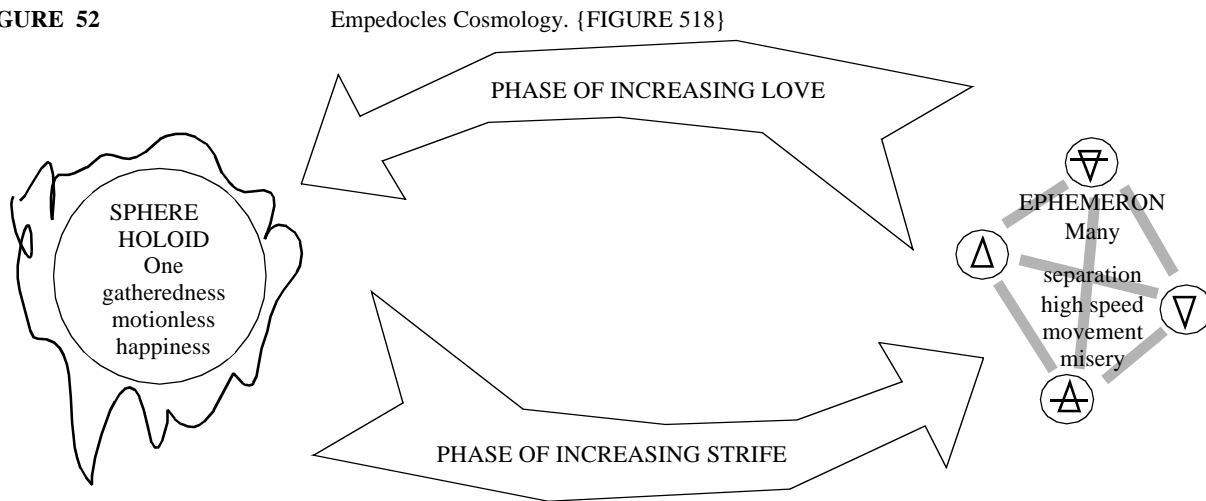 GURE 52 Empedocles Cosmology. {FIGURE 518}
PHASE OF INCREASING LOVE
SPHERE
HOLOID
One
gatheredness
motionless
happiness
EPHEMERON
Many
separation
high speed
movement
misery
PHASE OF INCREASING STRIFE